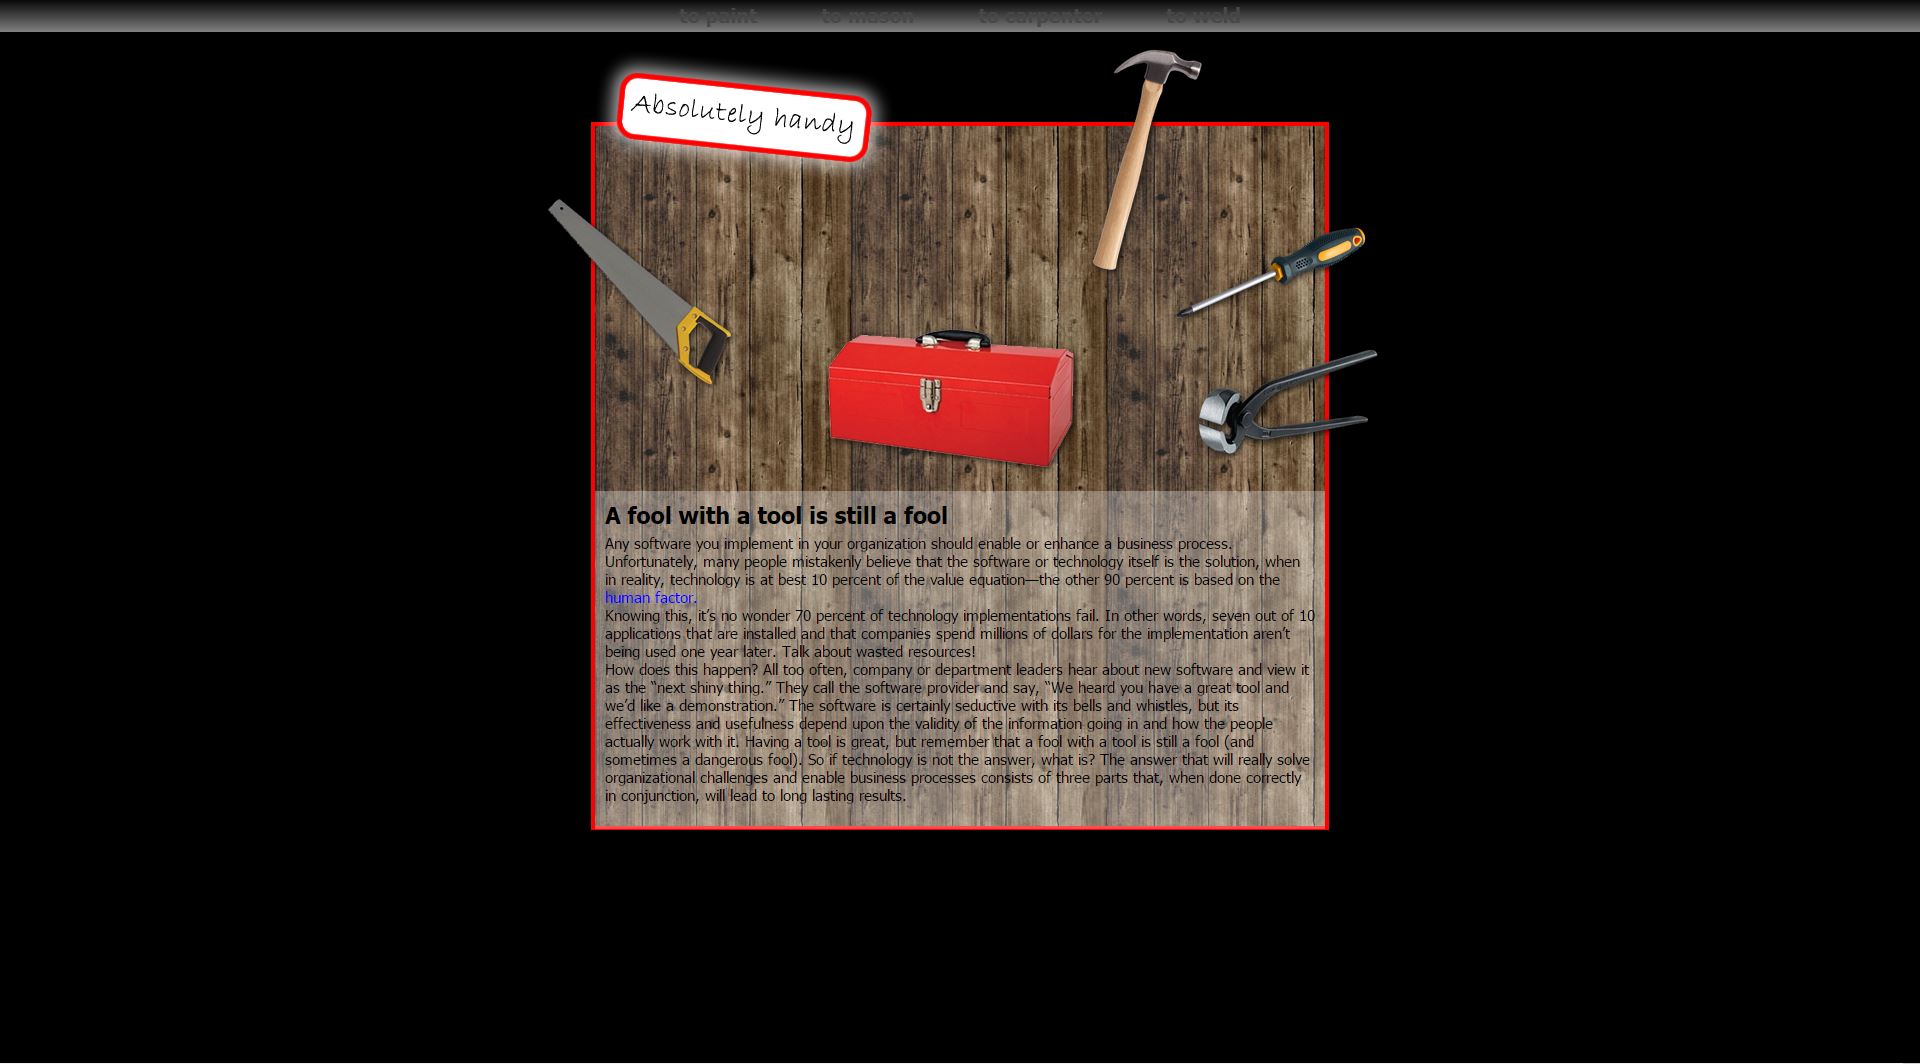 to paint to mason to carpenter to weld
Absolutely handy
A fool with a tool is still a fool
Any software you implement in your organization should enable or enhance a business process.
Unfortunately, many people mistakenly believe that the software or technology itself is the solution, when
in reality, technology is at best 10 percent of the value equation—the other 90 percent is based on the
human factor.
Knowing this, it’s no wonder 70 percent of technology implementations fail. In other words, seven out of 10
applications that are installed and that companies spend millions of dollars for the implementation aren’t
being used one year later. Talk about wasted resources!
How does this happen? All too often, company or department leaders hear about new software and view it
as the “next shiny thing.” They call the software provider and say, “We heard you have a great tool and
we’d like a demonstration.” The software is certainly seductive with its bells and whistles, but its
effectiveness and usefulness depend upon the validity of the information going in and how the people
actually work with it. Having a tool is great, but remember that a fool with a tool is still a fool (and
sometimes a dangerous fool). So if technology is not the answer, what is? The answer that will really solve
organizational challenges and enable business processes consists of three parts that, when done correctly
in conjunction, will lead to long lasting results.